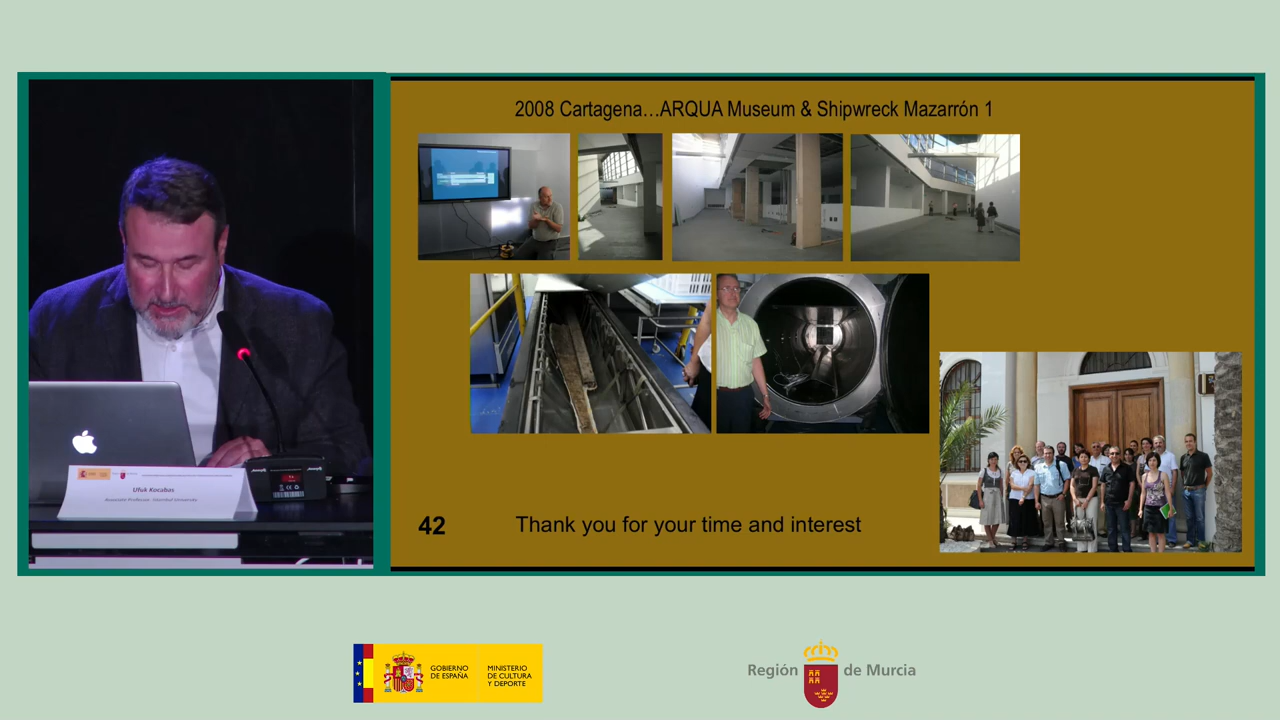 2008 Cartagena…ARQUA Museum & Shipwreck Mazarrón 1
Ufuk Kocabas
42
Thank you for your time and interest
GOBIERNO
DE ESPAÑA
MINISTERIO
DE CULTURA
Y DEPORTE
Región de Murcia